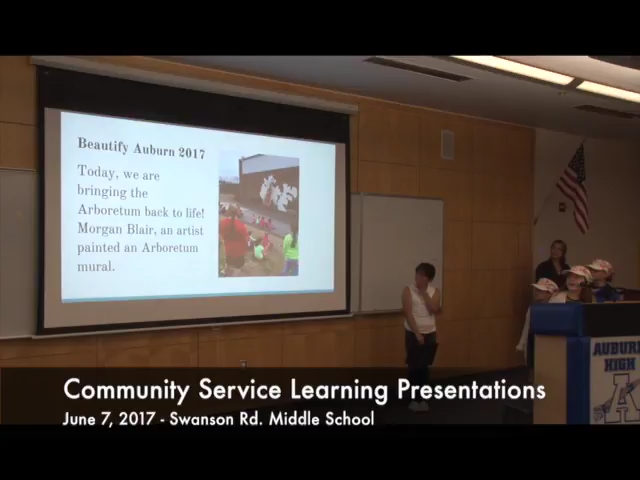 Beautify Auburn 2017
Today, we are
bringing the
Arboretum back to life!
Morgan Blair, an artist
painted an Arboretum
mural.
AUBURN
HIGH
A
Community Service Learning Presentations
June 7, 2017 - Swanson Rd. Middle School